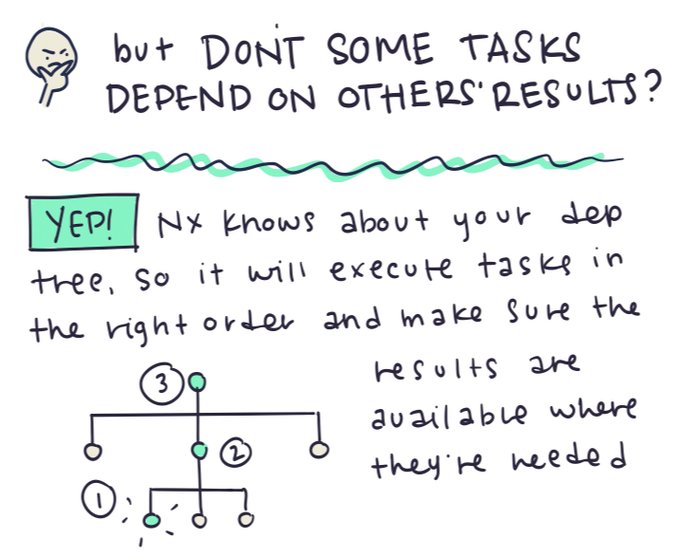 but DON'T SOME TASKS
DEPEND ON OTHERS' RESULTS?
YEP! Nx knows about your dep
tree, so it will execute tasks in
the right order and make sure the
results are
available where
they're needed
3
2
1